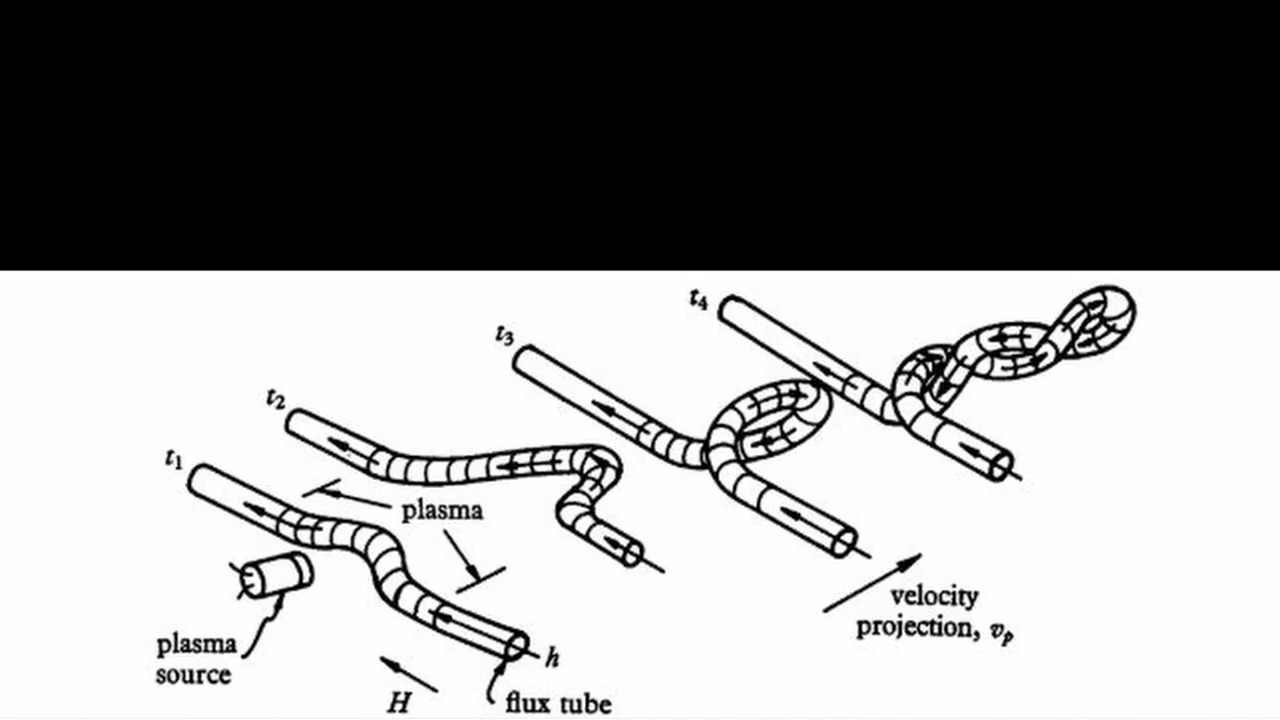 t4
t3
t2
t1
plasma
velocity
projection, vp
plasma
source
h
H
flux tube